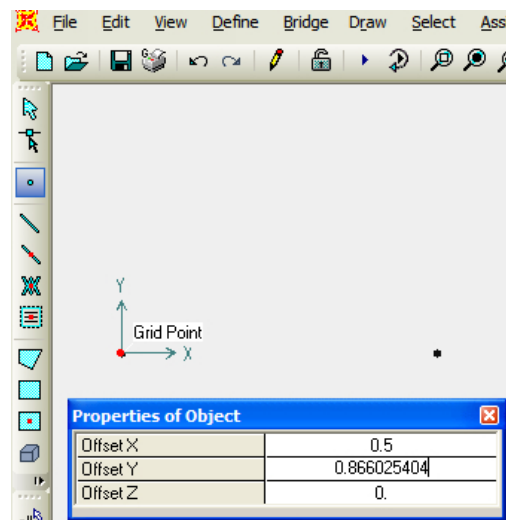 File Edit View Define Bridge Draw Select Ass
Y
Grid Point
X
Properties of Object
Offset X 0.5
Offset Y 0.866025404
Offset Z 0.